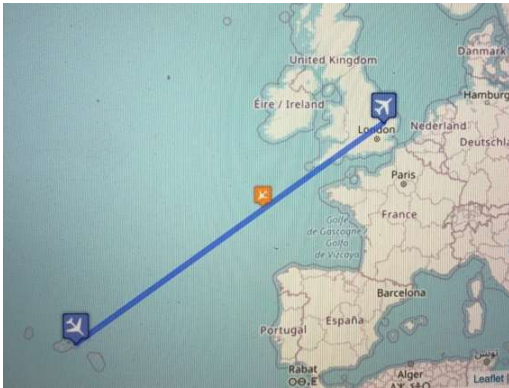 United Kingdom
Danmark
Éire / Ireland
Hamburg
London
Nederland
Deutschla
Paris
France
Golfe
de Gascogne
Golfo
de Vizcaya
Barcelona
Portugal
España
Rabat
Alger
تونس
Leaflet